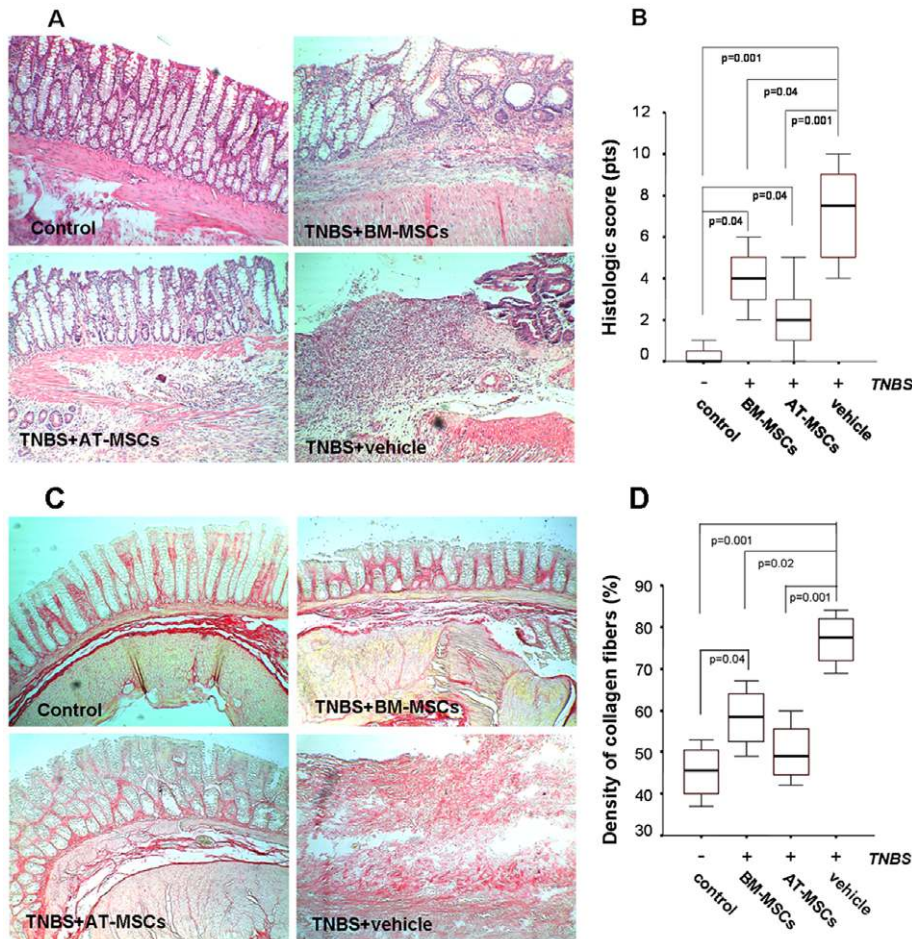 A
Control
TNBS+BM-MSCs
TNBS+AT-MSCs
TNBS+vehicle
B
p=0.001
p=0.04
p=0.001
p=0.04
p=0.04
Histologic score (pts)
12
10
8
6
4
2
0
- + + + TNBS
control
BM-MSCs
AT-MSCs
vehicle
C
Control
TNBS+BM-MSCs
TNBS+AT-MSCs
TNBS+vehicle
D
p=0.001
p=0.02
p=0.001
p=0.04
Density of collagen fibers (%)
90
80
70
60
50
40
30
- + + + TNBS
control
BM-MSCs
AT-MSCs
vehicle